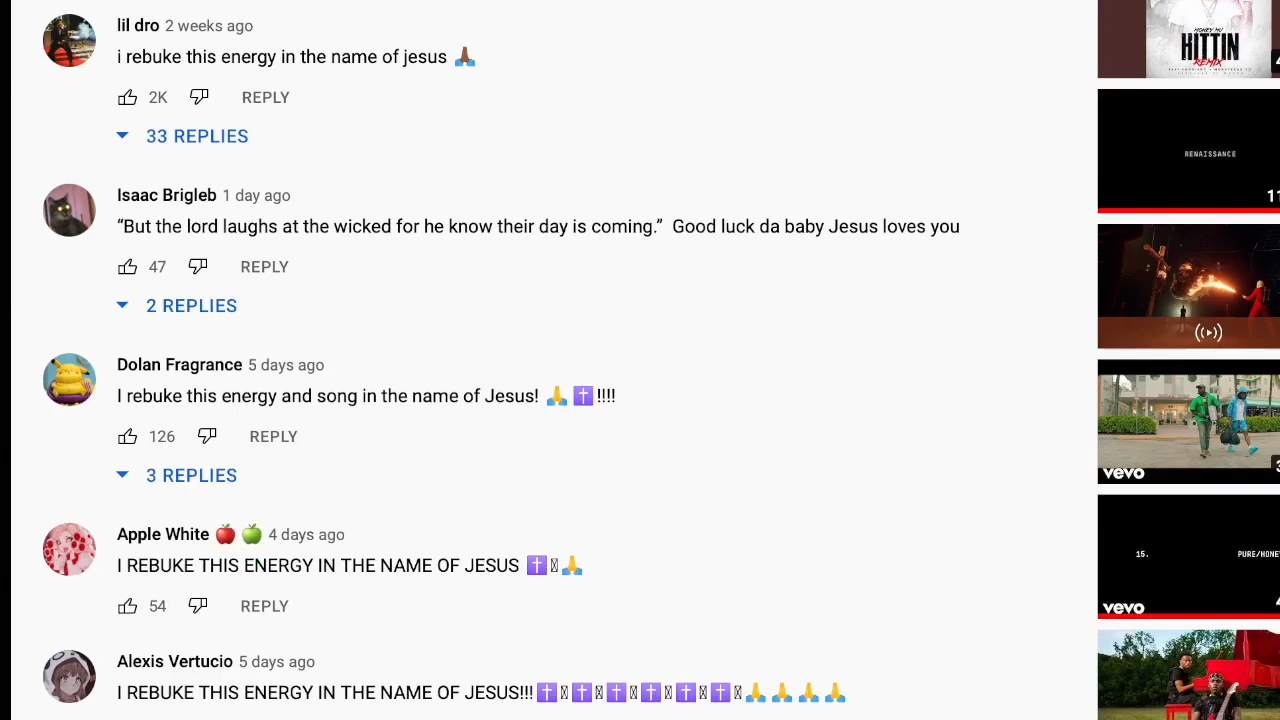 lil dro 2 weeks ago
i rebuke this energy in the name of jesus 🙏🏾
2K REPLY
33 REPLIES
Isaac Brigleb 1 day ago
“But the lord laughs at the wicked for he know their day is coming.” Good luck da baby Jesus loves you
47 REPLY
2 REPLIES
Dolan Fragrance 5 days ago
I rebuke this energy and song in the name of Jesus! 🙏 ✝️!!!!
126 REPLY
3 REPLIES
Apple White 🍎 🍏 4 days ago
I REBUKE THIS ENERGY IN THE NAME OF JESUS ✝️🙏
54 REPLY
Alexis Vertucio 5 days ago
I REBUKE THIS ENERGY IN THE NAME OF JESUS!!!✝️✝️✝️✝️✝️✝️🙏🙏🙏🙏
HITTIN
REMIX
RENAISSANCE
11
vevo
15. PURE/HONE
vevo